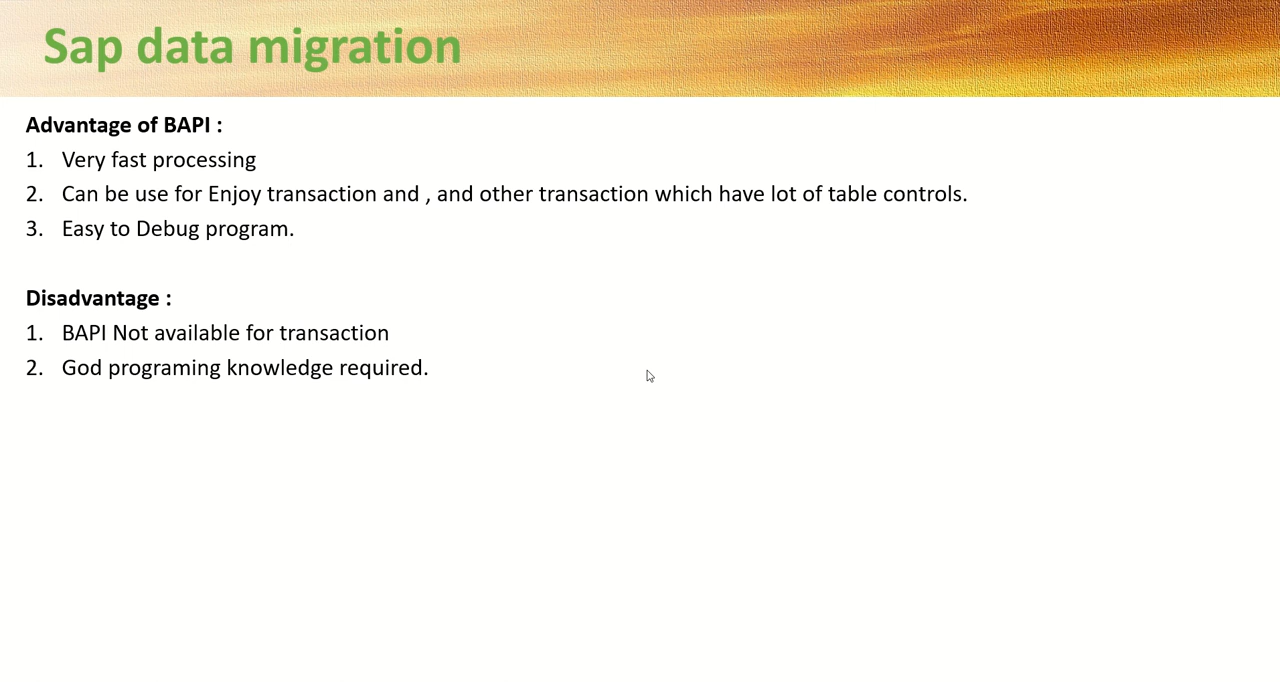 Sap data migration
Advantage of BAPI :
1. Very fast processing
2. Can be use for Enjoy transaction and , and other transaction which have lot of table controls.
3. Easy to Debug program.
Disadvantage :
1. BAPI Not available for transaction
2. God programing knowledge required.